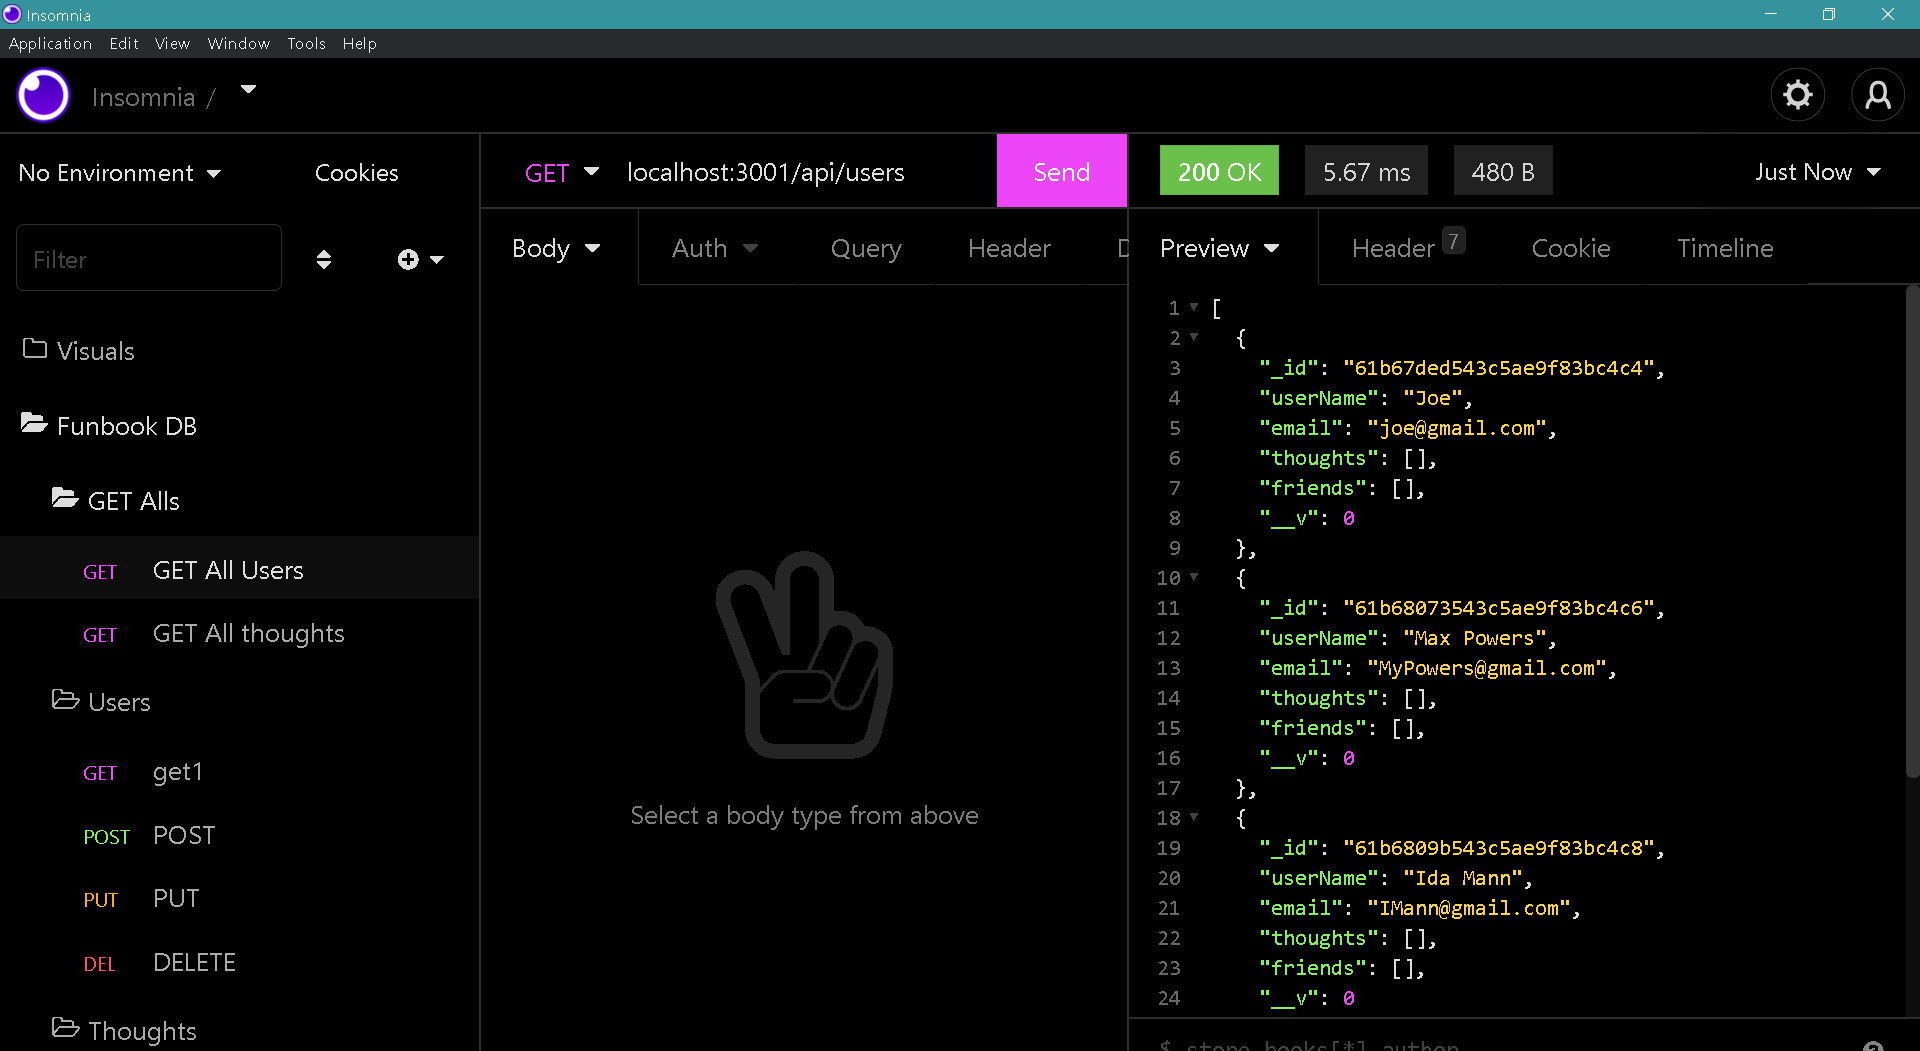 Insomnia
Application Edit View Window Tools Help
Insomnia /
No Environment Cookies
Filter
Visuals
Funbook DB
GET Alls
GET GET All Users
GET GET All thoughts
Users
GET get1
POST POST
PUT PUT
DEL DELETE
Thoughts
GET localhost:3001/api/users Send
Body Auth Query Header
Select a body type from above
200 OK 5.67 ms 480 B Just Now
Preview Header 7 Cookie Timeline
1 [
2 {
3 "_id": "61b67ded543c5ae9f83bc4c4",
4 "userName": "Joe",
5 "email": "joe@gmail.com",
6 "thoughts": [],
7 "friends": [],
8 "__v": 0
9 },
10 {
11 "_id": "61b68073543c5ae9f83bc4c6",
12 "userName": "Max Powers",
13 "email": "MyPowers@gmail.com",
14 "thoughts": [],
15 "friends": [],
16 "__v": 0
17 },
18 {
19 "_id": "61b6809b543c5ae9f83bc4c8",
20 "userName": "Ida Mann",
21 "email": "IMann@gmail.com",
22 "thoughts": [],
23 "friends": [],
24 "__v": 0